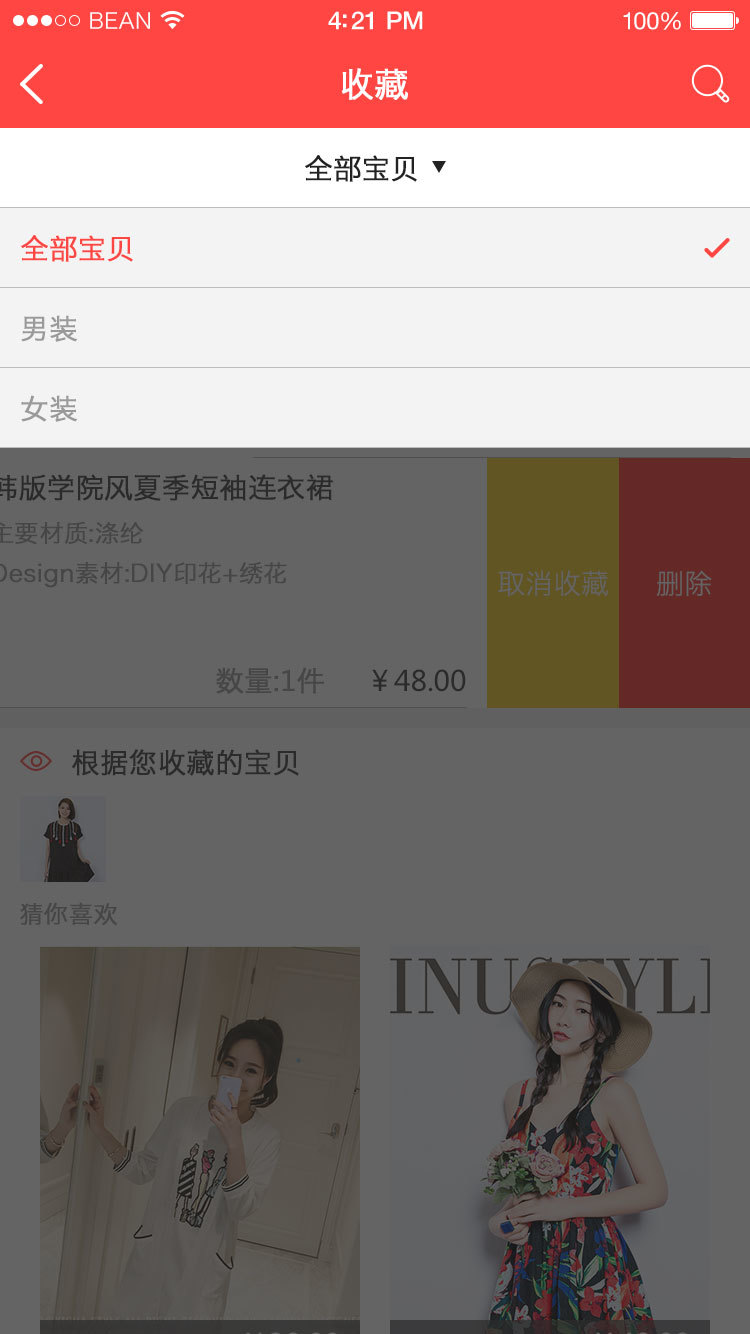 BEAN 4:21 PM 100%
收藏
全部宝贝 ▼
全部宝贝
男装
女装
韩版学院风夏季短袖连衣裙
主要材质:涤纶
Design素材:DIY印花+绣花
取消收藏 删除
数量:1件 ¥48.00
根据您收藏的宝贝
猜你喜欢
INUSTYL